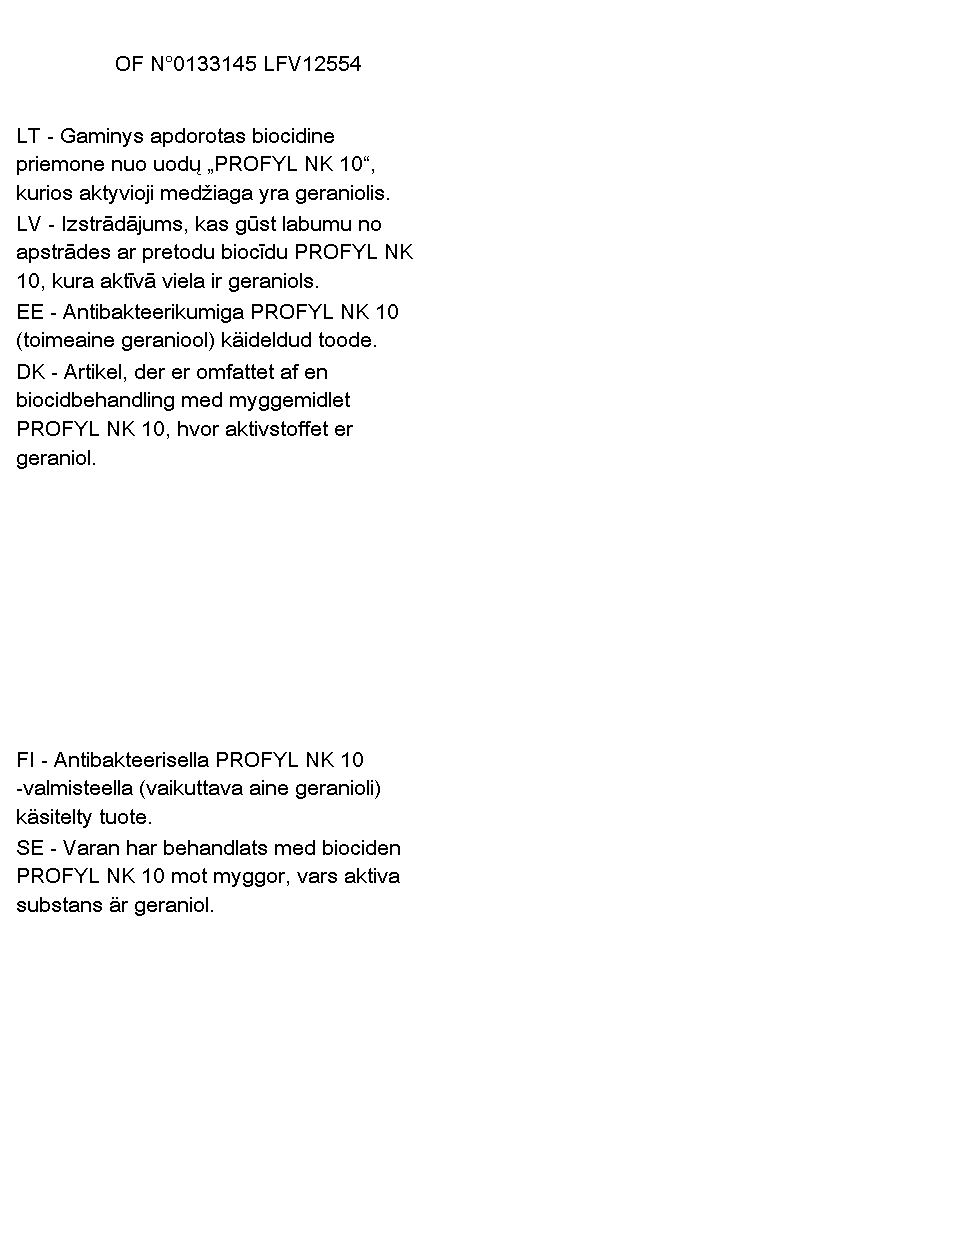 OF N°0133145 LFV12554
LT - Gaminys apdorotas biocidine
priemone nuo uodų „PROFYL NK 10“,
kurios aktyvioji medžiaga yra geraniolis.
LV - Izstrādājums, kas gūst labumu no
apstrādes ar pretodu biocīdu PROFYL NK
10, kura aktīvā viela ir geraniols.
EE - Antibakteerikumiga PROFYL NK 10
(toimeaine geraniool) käideldud toode.
DK - Artikel, der er omfattet af en
biocidbehandling med myggemidlet
PROFYL NK 10, hvor aktivstoffet er
geraniol.
FI - Antibakteerisella PROFYL NK 10
-valmisteella (vaikuttava aine geranioli)
käsitelty tuote.
SE - Varan har behandlats med biociden
PROFYL NK 10 mot myggor, vars aktiva
substans är geraniol.